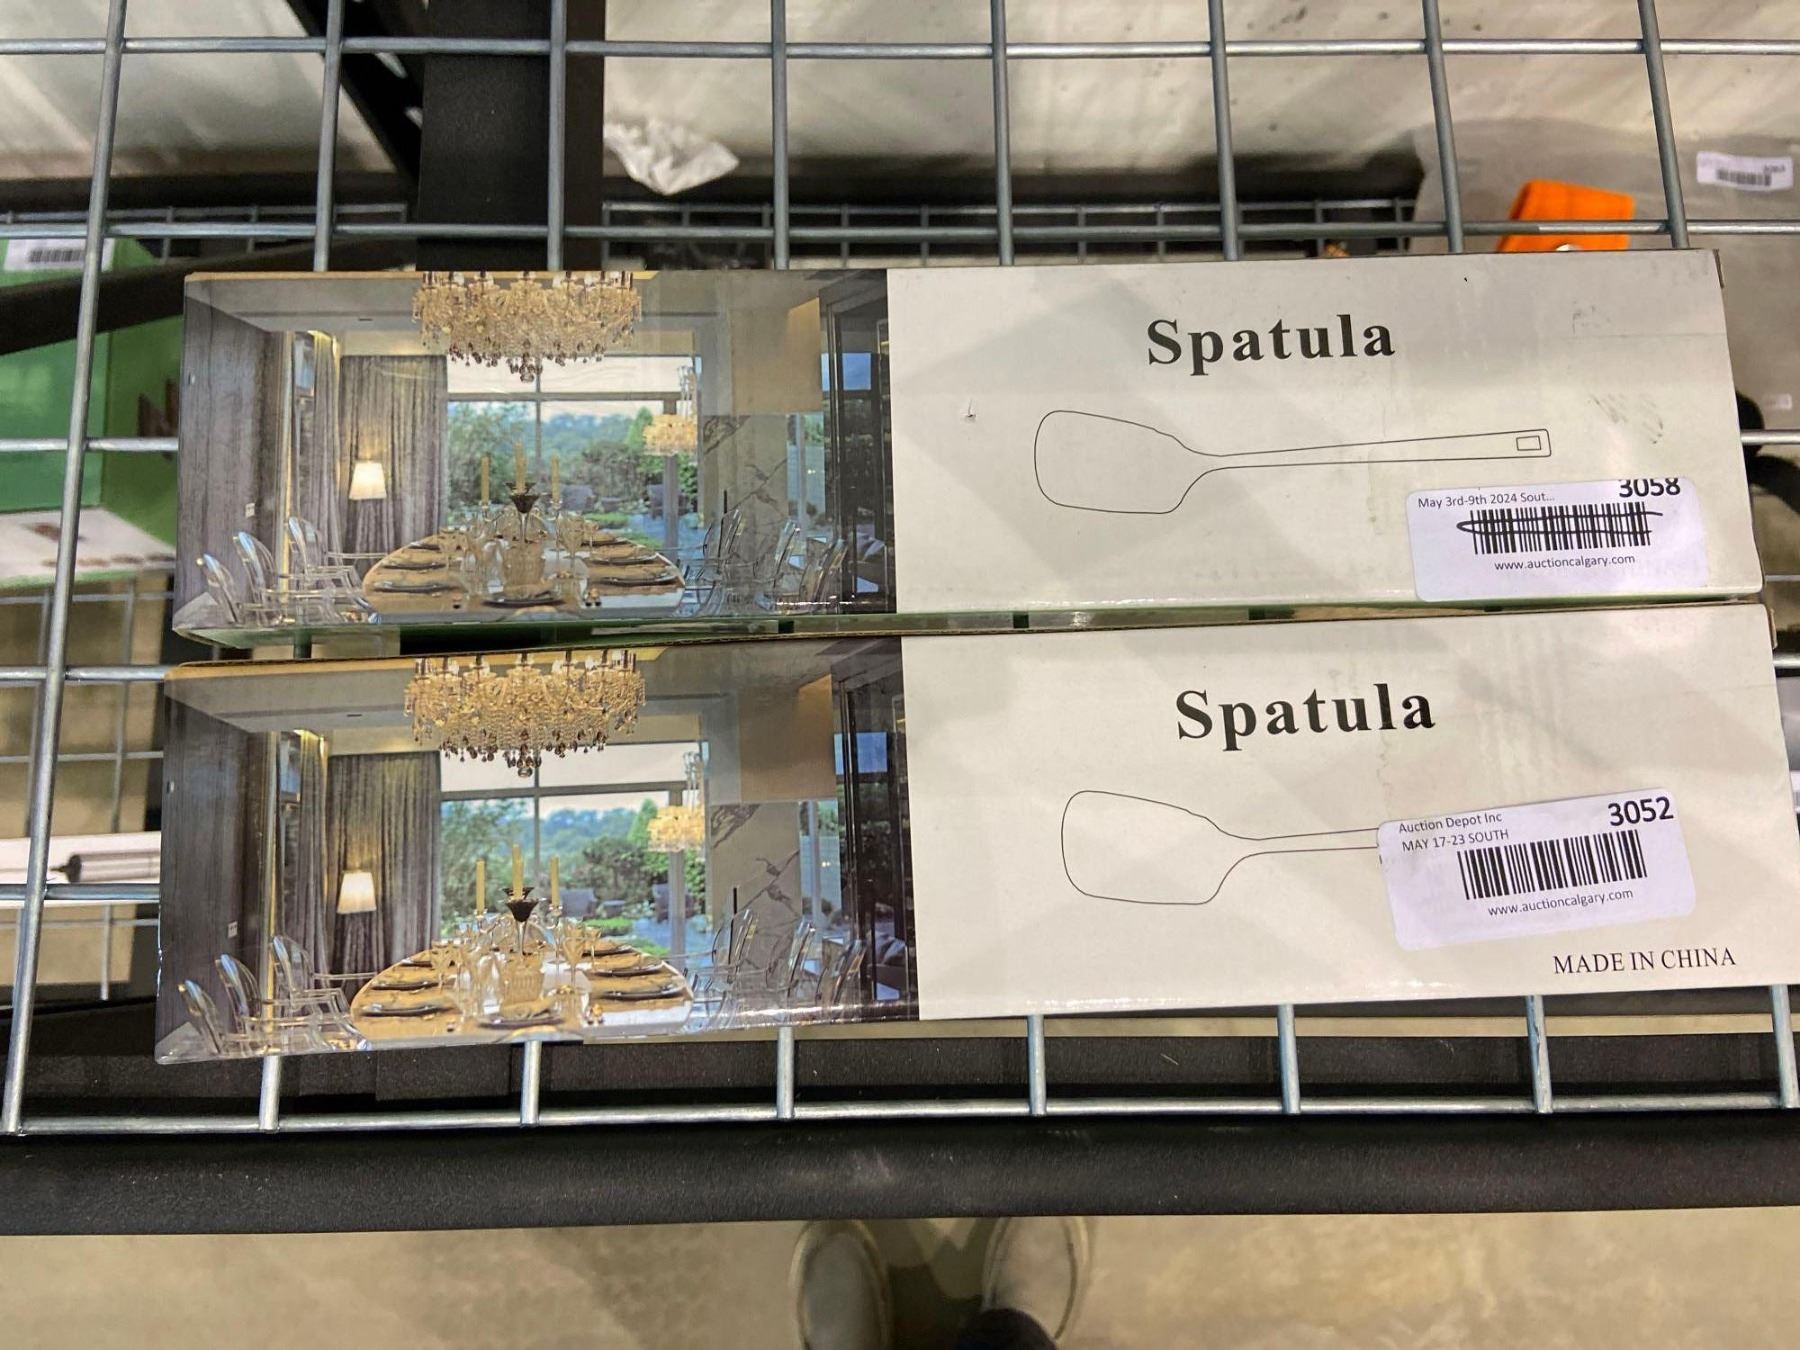 Spatula
May 3rd-9th 2024 Sout...
3058
www.auctioncalgary.com
Spatula
Auction Depot Inc
MAY 17-23 SOUTH
3052
www.auctioncalgary.com
MADE IN CHINA